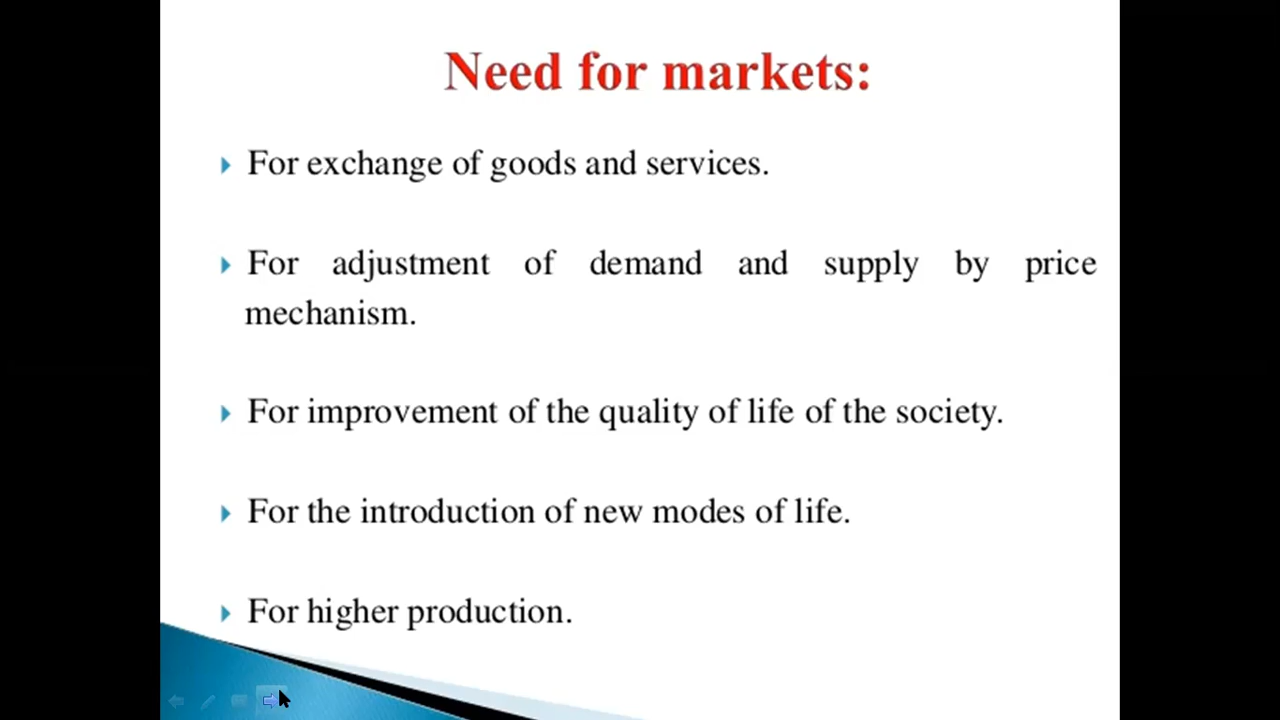 Need for markets:
For exchange of goods and services.
For adjustment of demand and supply by price
mechanism.
For improvement of the quality of life of the society.
For the introduction of new modes of life.
For higher production.